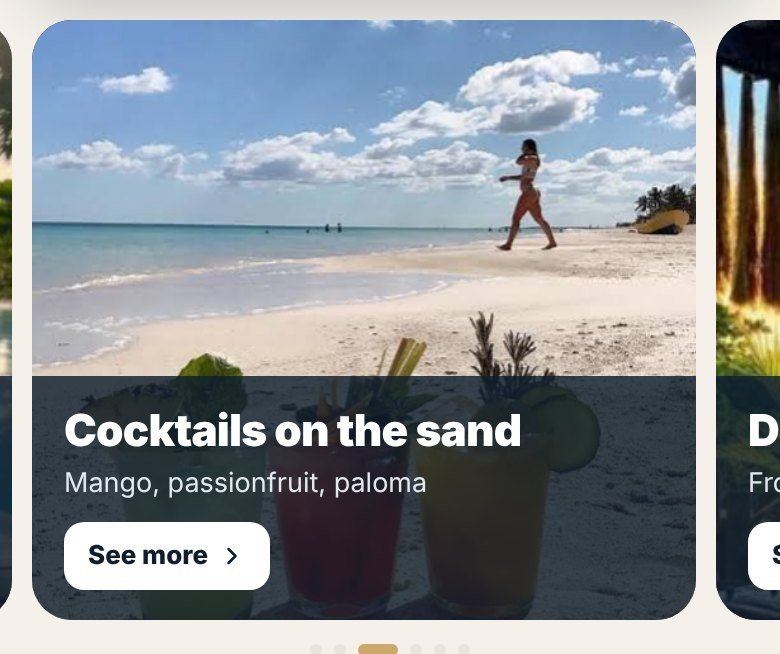 Cocktails on the sand
Mango, passionfruit, paloma
See more